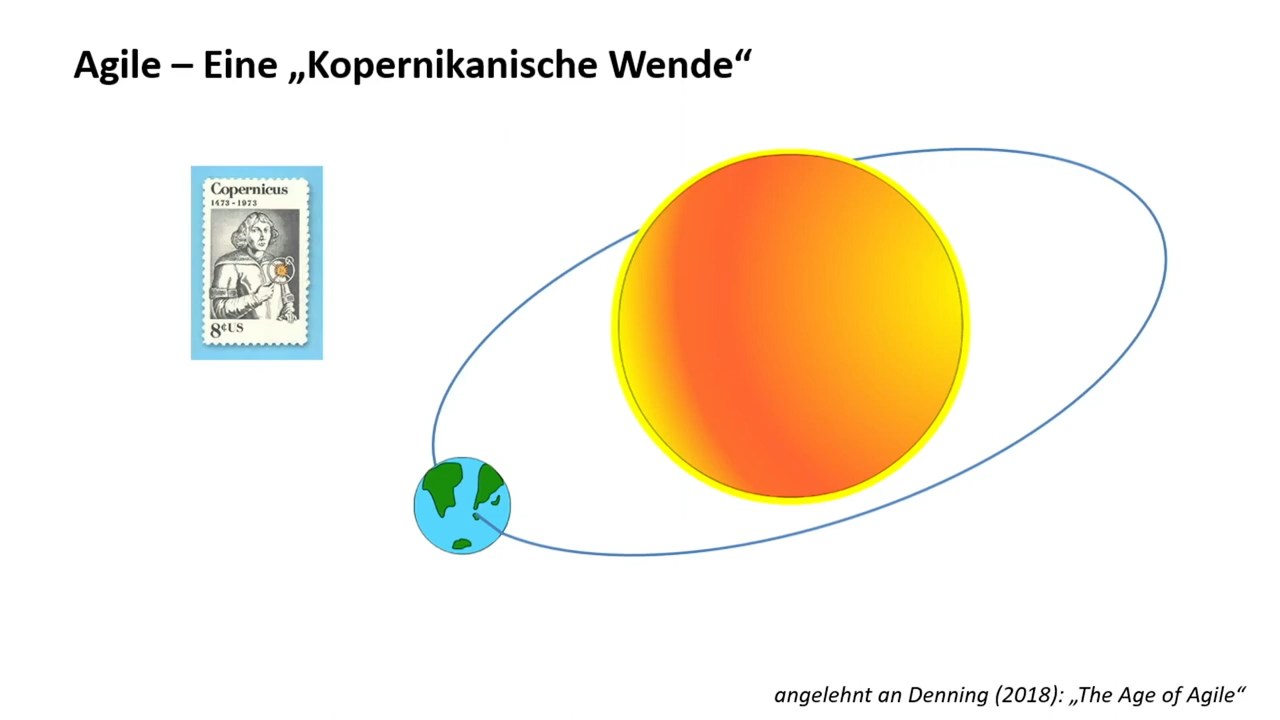 Agile – Eine „Kopernikanische Wende“
Copernicus
1473-1973
8¢US
angelehnt an Denning (2018): „The Age of Agile“